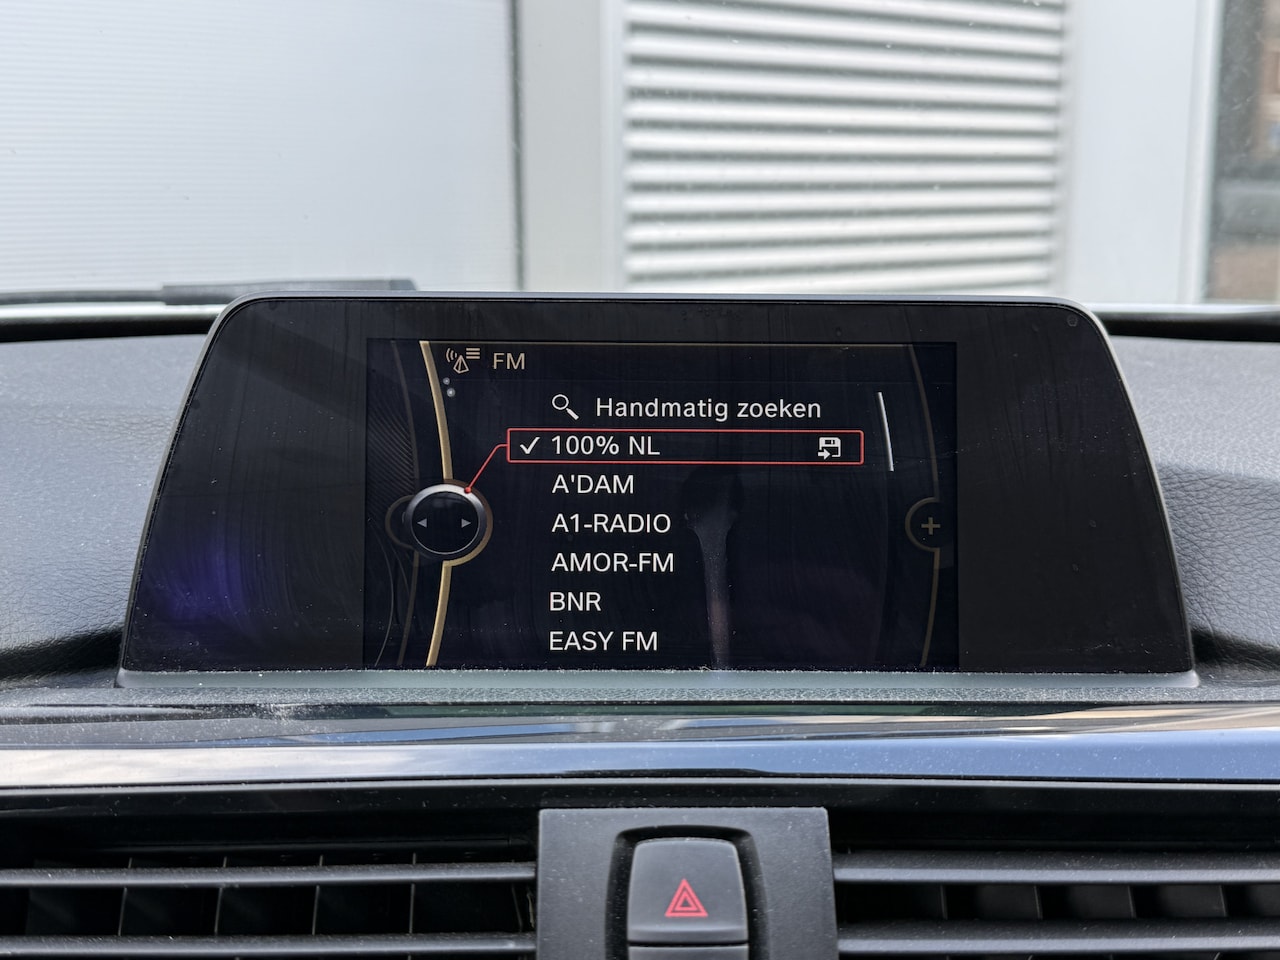 FM
Handmatig zoeken
100% NL
A'DAM
A1-RADIO
AMOR-FM
BNR
EASY FM